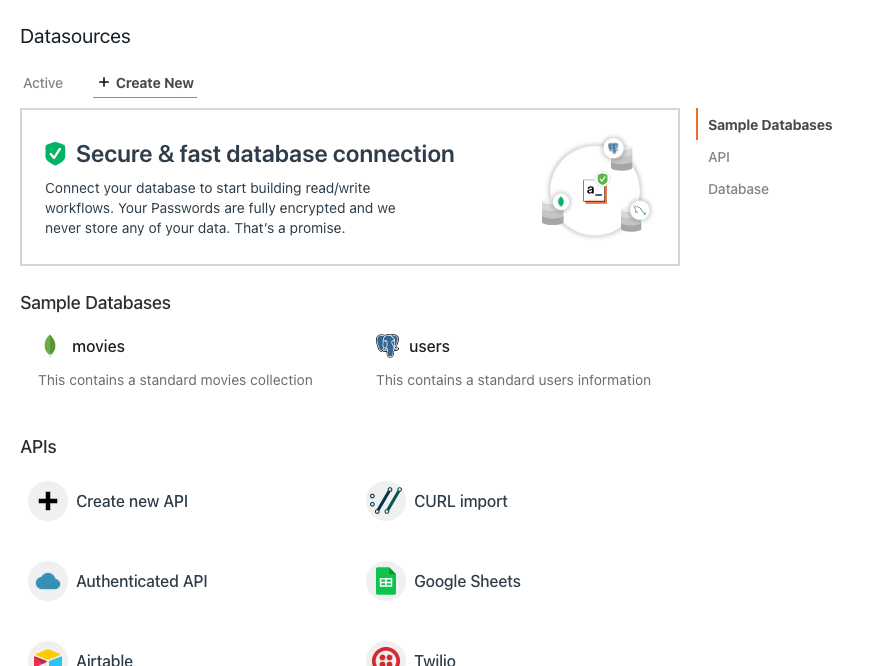 Datasources
Active
Create New
Secure & fast database connection
Connect your database to start building read/write
workflows. Your Passwords are fully encrypted and we
never store any of your data. That's a promise.
a_
Sample Databases
API
Database
Sample Databases
movies
users
This contains a standard movies collection
This contains a standard users information
APIs
Create new API
CURL import
Authenticated API
Google Sheets
Airtable
Twilio